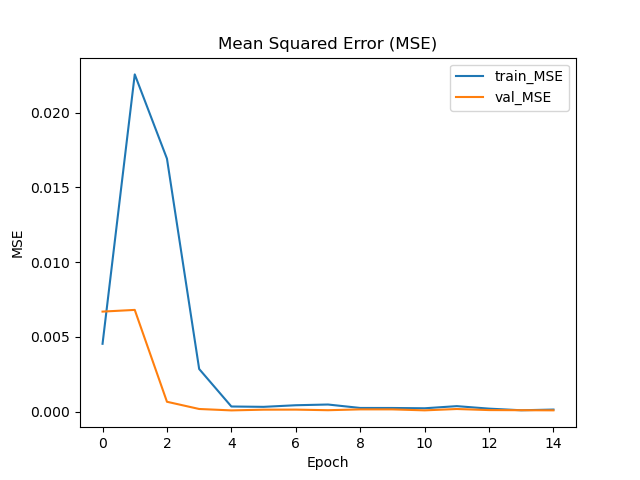 Mean Squared Error (MSE)
train_MSE
val_MSE
0.020
0.015
0.010
0.005
0.000
MSE
0 2 4 6 8 10 12 14
Epoch